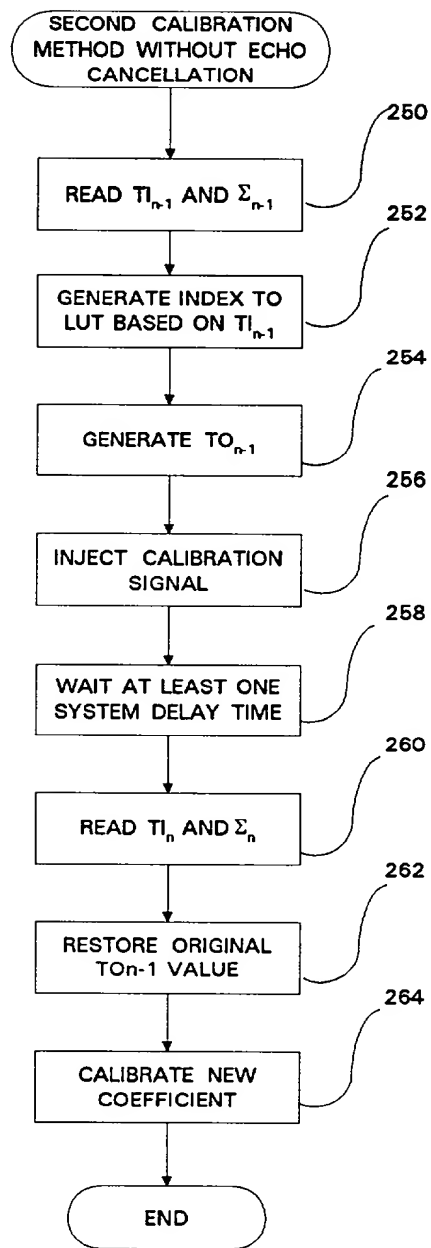 SECOND CALIBRATION
METHOD WITHOUT ECHO
CANCELLATION
250
READ TIₙ₋₁ AND Σₙ₋₁
252
GENERATE INDEX TO
LUT BASED ON TIₙ₋₁
254
GENERATE TOₙ₋₁
256
INJECT CALIBRATION
SIGNAL
258
WAIT AT LEAST ONE
SYSTEM DELAY TIME
260
READ TIₙ AND Σₙ
262
RESTORE ORIGINAL
TOn-1 VALUE
264
CALIBRATE NEW
COEFFICIENT
END